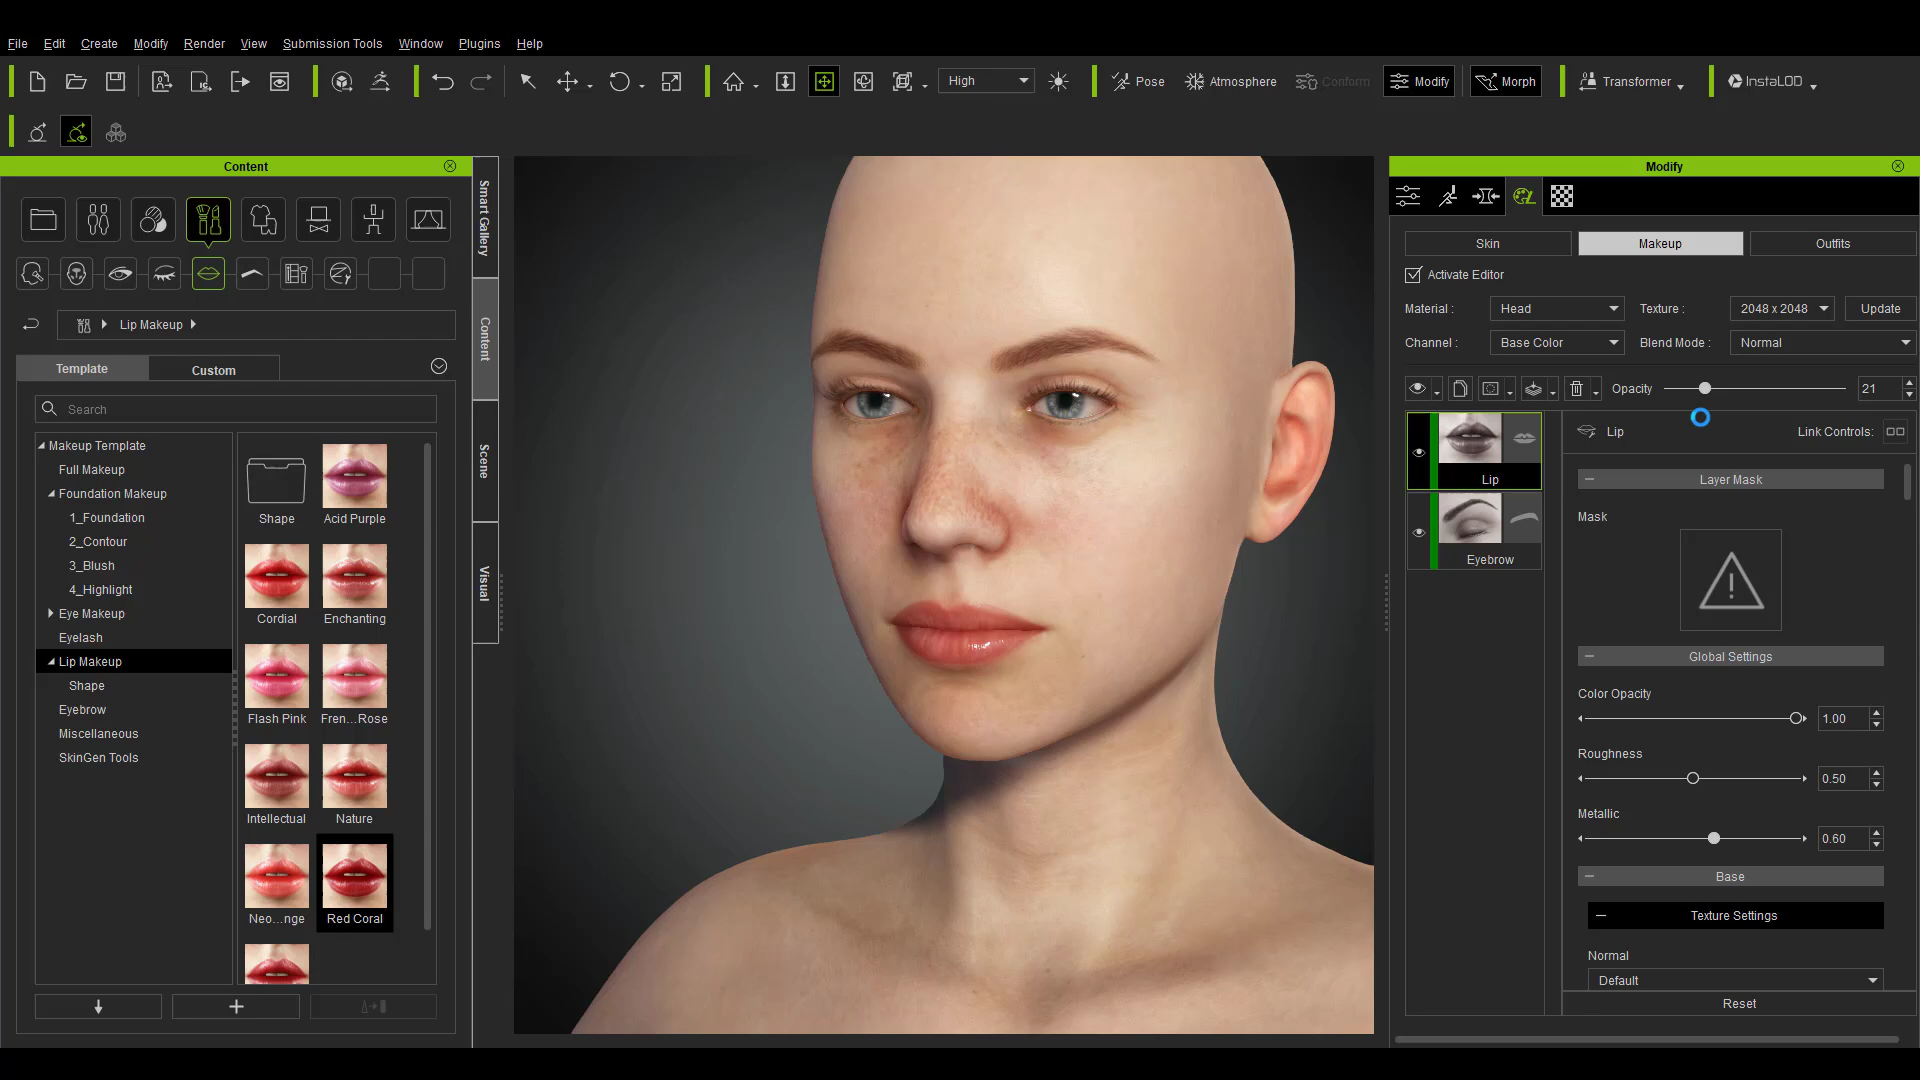 File Edit Create Modify Render View Submission Tools Window Plugins Help
High Pose Atmosphere Conform Modify Morph Transformer InstaLOD
Content
Lip Makeup
Template Custom
Search
Makeup Template
Full Makeup
Foundation Makeup
1_Foundation
2_Contour
3_Blush
4_Highlight
Eye Makeup
Eyelash
Lip Makeup
Shape
Eyebrow
Miscellaneous
SkinGen Tools
Shape Acid Purple
Cordial Enchanting
Flash Pink Fren...Rose
Intellectual Nature
Neo...nge Red Coral
Smart Gallery
Content
Scene
Visual
Modify
Skin Makeup Outfits
Activate Editor
Material : Head Texture : 2048 x 2048 Update
Channel : Base Color Blend Mode : Normal
Opacity 21
Lip
Eyebrow
Lip Link Controls:
Layer Mask
Mask
Global Settings
Color Opacity
1.00
Roughness
0.50
Metallic
0.60
Base
Texture Settings
Normal
Default
Reset